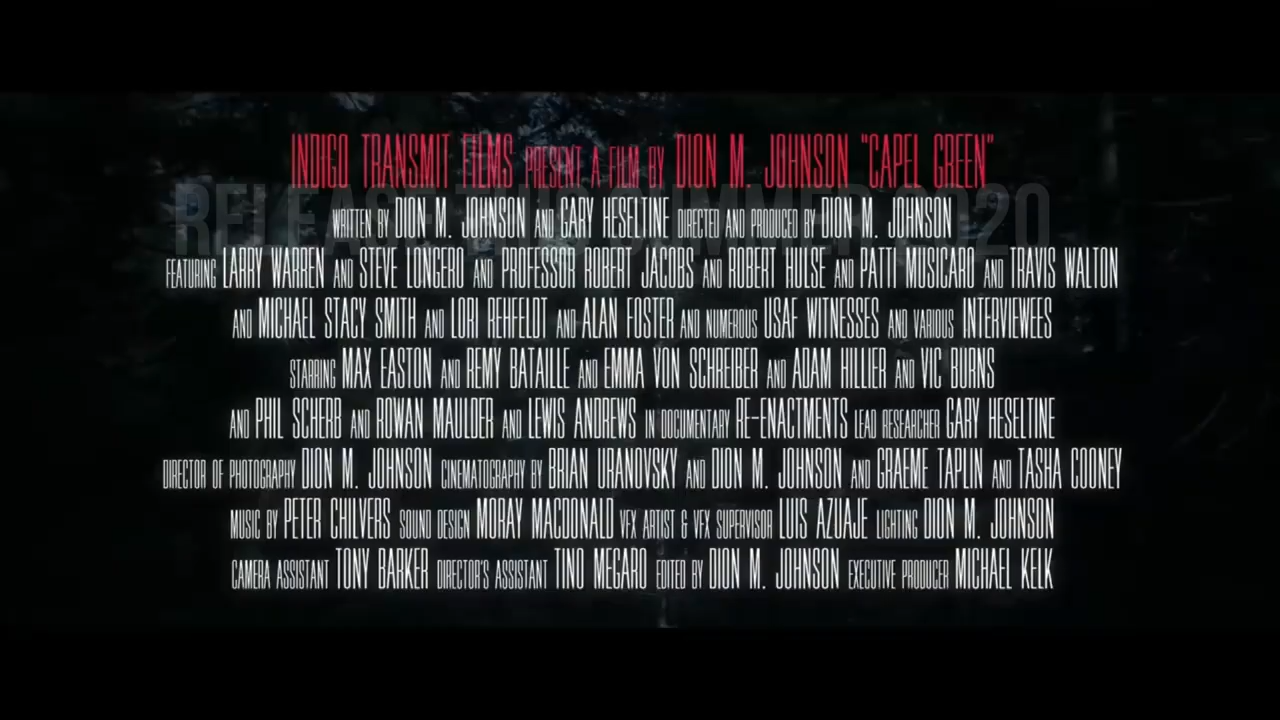 INDIGO TRANSMIT FILMS PRESENT A FILM BY DION M. JOHNSON "CAPEL GREEN"
RELEASE SUMMER 2020
WRITTEN BY DION M. JOHNSON AND GARY HESELTINE DIRECTED AND PRODUCED BY DION M. JOHNSON
FEATURING LARRY WARREN AND STEVE LONGERO AND PROFESSOR ROBERT JACOBS AND ROBERT HULSE AND PATTI MUSICARO AND TRAVIS WALTON
AND MICHAEL STACY SMITH AND LORI REHFELDT AND ALAN FOSTER AND NUMEROUS USAF WITNESSES AND VARIOUS INTERVIEWEES
STARRING MAX EASTON AND REMY BATAILLE AND EMMA VON SCHREIBER AND ADAM HILLIER AND VIC BURNS
AND PHIL SCHERB AND ROWAN MAULDER AND LEWIS ANDREWS IN DOCUMENTARY RE-ENACTMENTS LEAD RESEARCHER GARY HESELTINE
DIRECTOR OF PHOTOGRAPHY DION M. JOHNSON CINEMATOGRAPHY BY BRIAN URANOVSKY AND DION M. JOHNSON AND GRAEME TAPLIN AND TASHA COONEY
MUSIC BY PETER CHILVERS SOUND DESIGN MORAY MACDONALD VFX ARTIST & VFX SUPERVISOR LUIS AZUAJE LIGHTING DION M. JOHNSON
CAMERA ASSISTANT TONY BARKER DIRECTOR'S ASSISTANT TINO MEGARO EDITED BY DION M. JOHNSON EXECUTIVE PRODUCER MICHAEL KELK